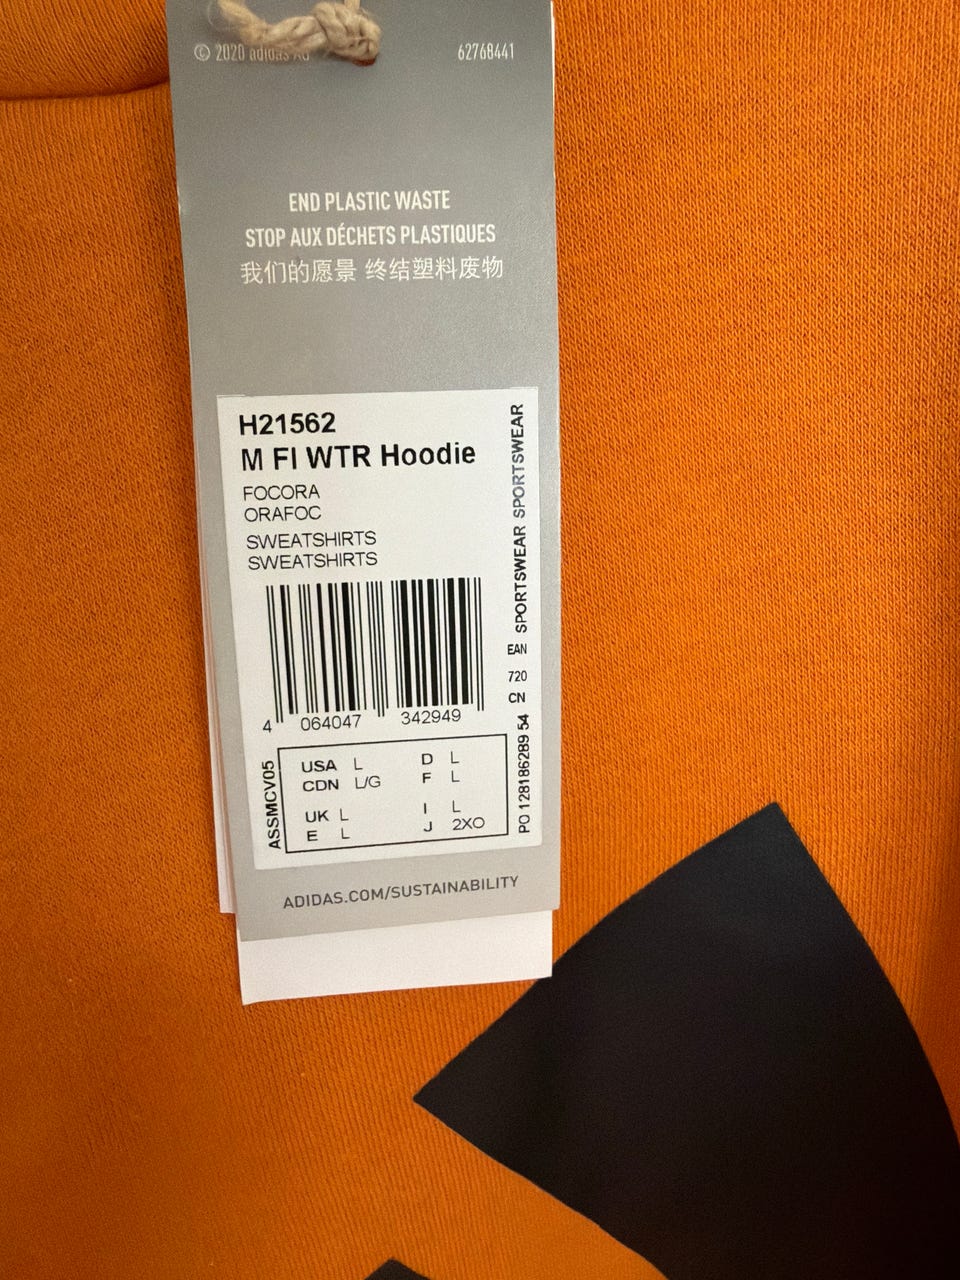 © 2020 adidas AG
62768441
END PLASTIC WASTE
STOP AUX DÉCHETS PLASTIQUES
我们的愿景 终结塑料废物
H21562
M FI WTR Hoodie
FOCORA
ORAFOC
SWEATSHIRTS
SWEATSHIRTS
SPORTSWEAR SPORTSWEAR
EAN
720
CN
4 064047 342949
PO 128186289 54
ASSMCV05
USA L D L
CDN L/G F L
UK L I L
E L J 2XO
ADIDAS.COM/SUSTAINABILITY